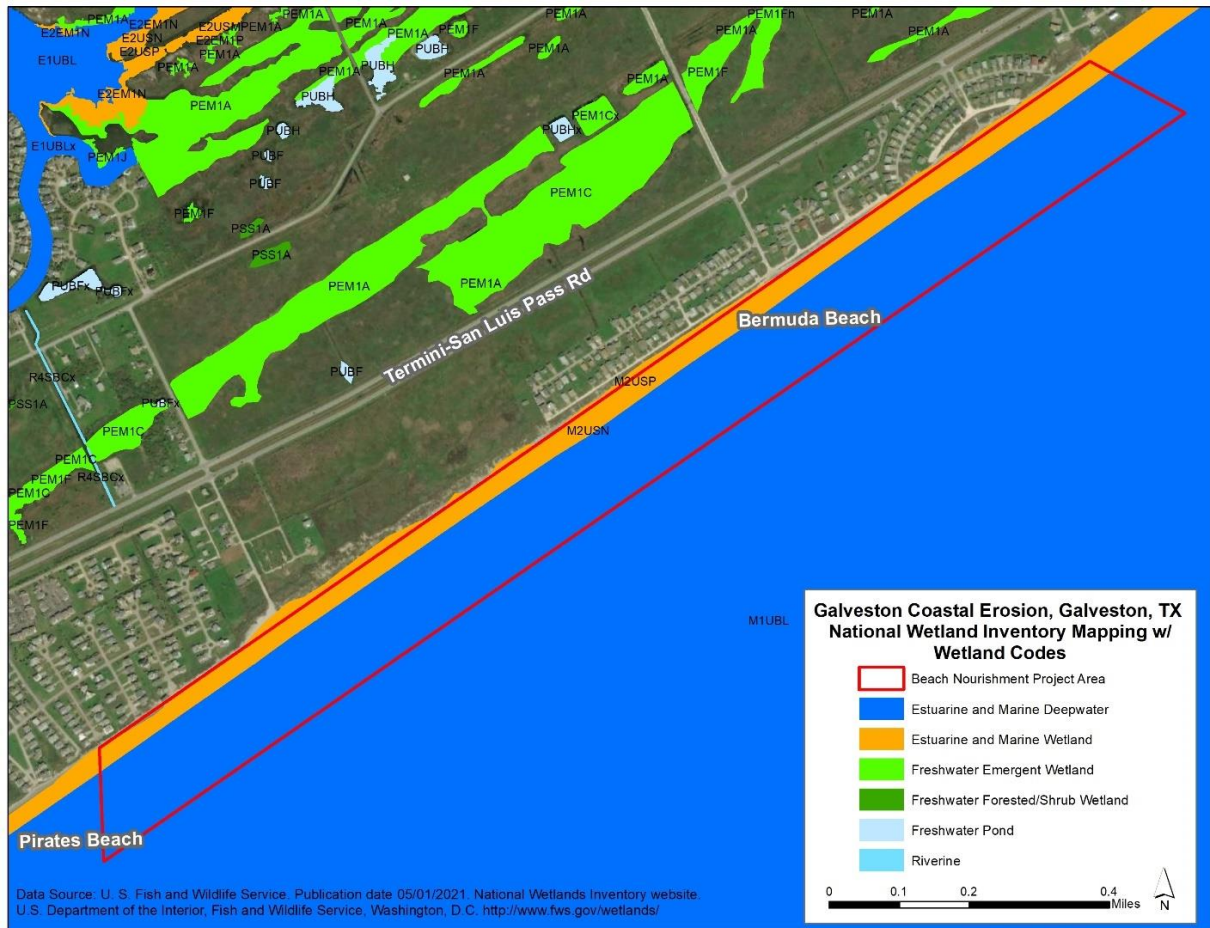 PEM1A
E2EM1N
PEM1A
PEM1A
PEM1Fh
PEM1A
E2EM1N
E2USN
E2USM
PEM1A
PEM1A
PEM1F
PEM1A
E2EM1P
E1UBL
E2USP
PEM1A
PUBH
PEM1A
PEM1A
PUBH
PEM1A
PEM1A
PEM1F
E2EM1N
PEM1A
PUBH
PEM1A
PEM1Cx
PUBH
PUBHx
E1UBLx
PEM1J
PUBF
PUBF
PEM1C
PEM1F
PSS1A
PSS1A
PUBFx
PUBFx
PEM1A
PEM1A
Termini-San Luis Pass Rd
Bermuda Beach
PUBF
R4SBCx
M2USP
PSS1A
PUBFx
PEM1C
M2USN
PEM1C
PEM1F
R4SBCx
PEM1C
PEM1F
M1UBL
Pirates Beach
Galveston Coastal Erosion, Galveston, TX
National Wetland Inventory Mapping w/
Wetland Codes
Beach Nourishment Project Area
Estuarine and Marine Deepwater
Estuarine and Marine Wetland
Freshwater Emergent Wetland
Freshwater Forested/Shrub Wetland
Freshwater Pond
Riverine
0 0.1 0.2 0.4
Miles
N
Data Source: U. S. Fish and Wildlife Service. Publication date 05/01/2021. National Wetlands Inventory website.
U.S. Department of the Interior, Fish and Wildlife Service, Washington, D.C. http://www.fws.gov/wetlands/